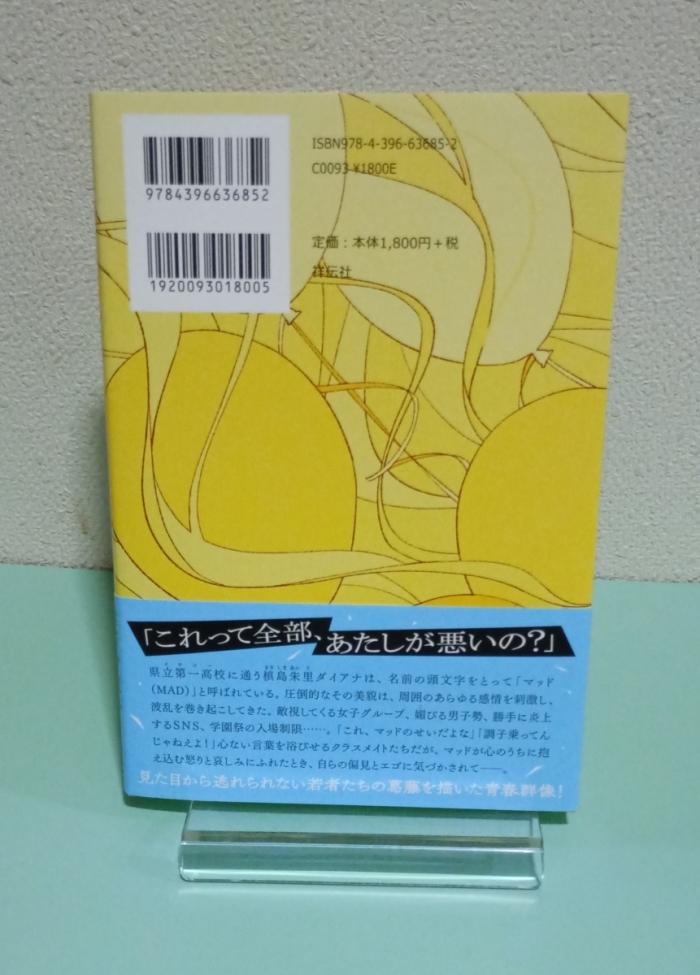 9784396636852
1920093018005
ISBN978-4-396-63685-2
C0093 ¥1800E
定価：本体1,800円＋税
祥伝社
「これって全部、あたしが悪いの？」
県立第一高校に通う槙島朱里ダイアナは、名前の頭文字をとって「マッド
（MAD）」と呼ばれている。圧倒的なその美貌は、周囲のあらゆる感情を刺激し、
波乱を巻き起こしてきた。敵視してくる女子グループ、媚びる男子勢、勝手に炎上
するSNS、学園祭の入場制限……。「これ、マッドのせいだよな」「調子乗ってん
じゃねえよ！」心ない言葉を浴びせるクラスメイトたちだが、マッドが心のうちに抱
え込む怒りと哀しみにふれたとき、自らの偏見とエゴに気づかされて──。
見た目から逃れられない若者たちの葛藤を描いた青春群像！